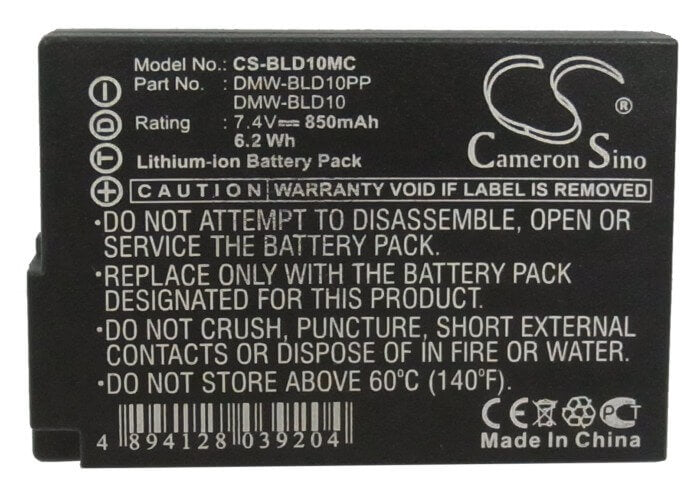 Model No.: CS-BLD10MC
Part No. : DMW-BLD10PP
DMW-BLD10
Rating : 7.4V⎓850mAh
6.2 Wh
Lithium-ion Battery Pack
D
T
CS®
Cameron Sino
CAUTION WARRANTY VOID IF LABEL IS REMOVED
·DO NOT ATTEMPT TO DISASSEMBLE, OPEN OR
SERVICE THE BATTERY PACK.
·REPLACE ONLY WITH THE BATTERY PACK
DESIGNATED FOR THIS PRODUCT.
·DO NOT CRUSH, PUNCTURE, SHORT EXTERNAL
CONTACTS OR DISPOSE OF IN FIRE OR WATER.
·DO NOT STORE ABOVE 60°C (140°F).
4 894128 039204
CE PCT
Made In China